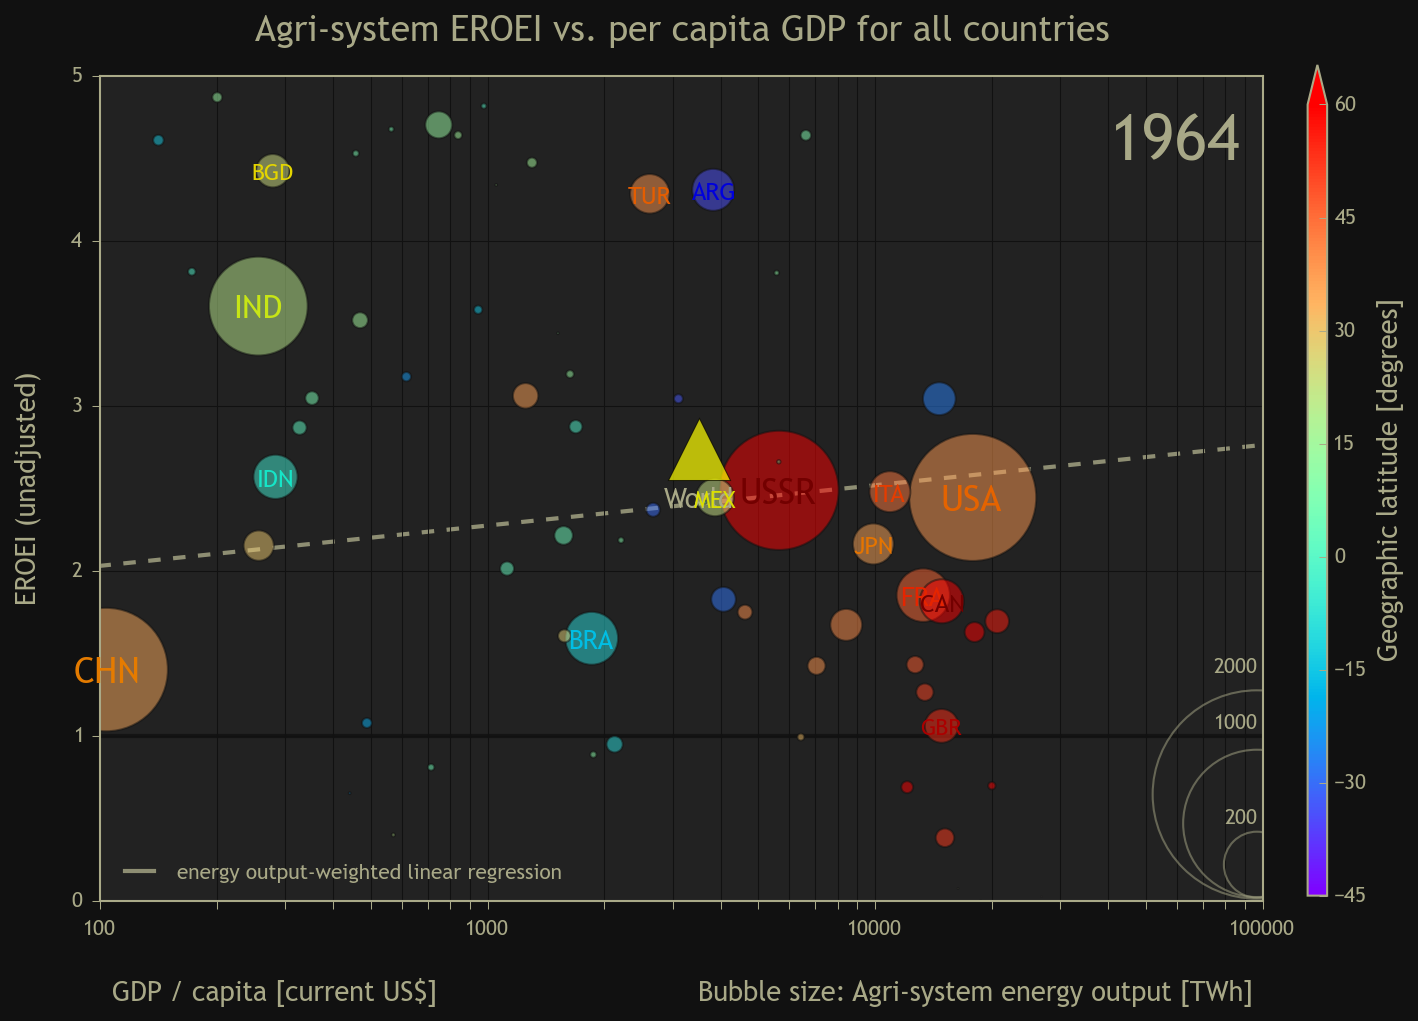 Agri-system EROEI vs. per capita GDP for all countries
1964
5
4
3
2
1
0
EROEI (unadjusted)
BGD
TUR
ARG
IND
IDN
MEX
USSR
ITA
USA
JPN
CAN
BRA
CHN
GBR
2000
1000
200
energy output-weighted linear regression
100
1000
10000
100000
GDP / capita [current US$]
Bubble size: Agri-system energy output [TWh]
60
45
30
15
0
−15
−30
−45
Geographic latitude [degrees]